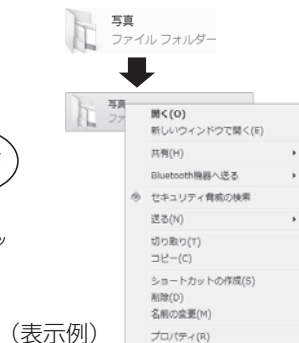 写真
ファイル フォルダー
写真
開く(O)
新しいウィンドウで開く(E)
共有(H)
Bluetooth機器へ送る
セキュリティ脅威の検索
送る(N)
切り取り(T)
コピー(C)
ショートカットの作成(S)
削除(D)
名前の変更(M)
プロパティ(R)
(表示例)